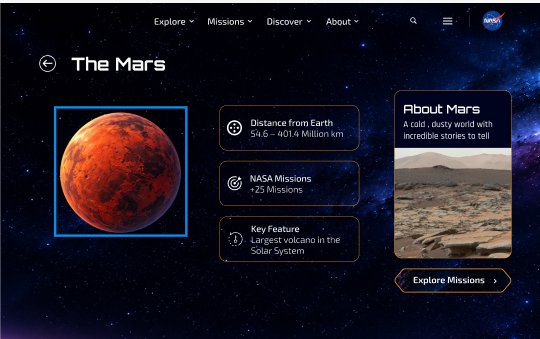 Explore Missions Discover About
NASA
The Mars
Distance from Earth
54.6 – 401.4 Million km
NASA Missions
+25 Missions
Key Feature
Largest volcano in the
Solar System
About Mars
A cold , dusty world with
incredible stories to tell
Explore Missions